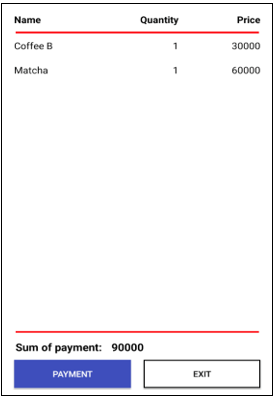 Name Quantity Price
Coffee B 1 30000
Matcha 1 60000
Sum of payment: 90000
PAYMENT EXIT